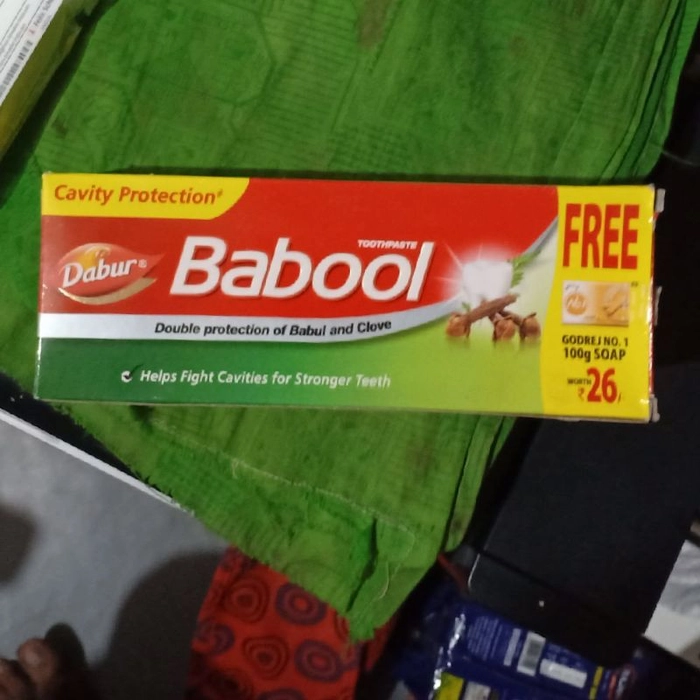 Cavity Protection#
Dabur®
TOOTHPASTE
Babool
Double protection of Babul and Clove
Helps Fight Cavities for Stronger Teeth
FREE
GODREJ NO. 1
100g SOAP
WORTH
₹26/-